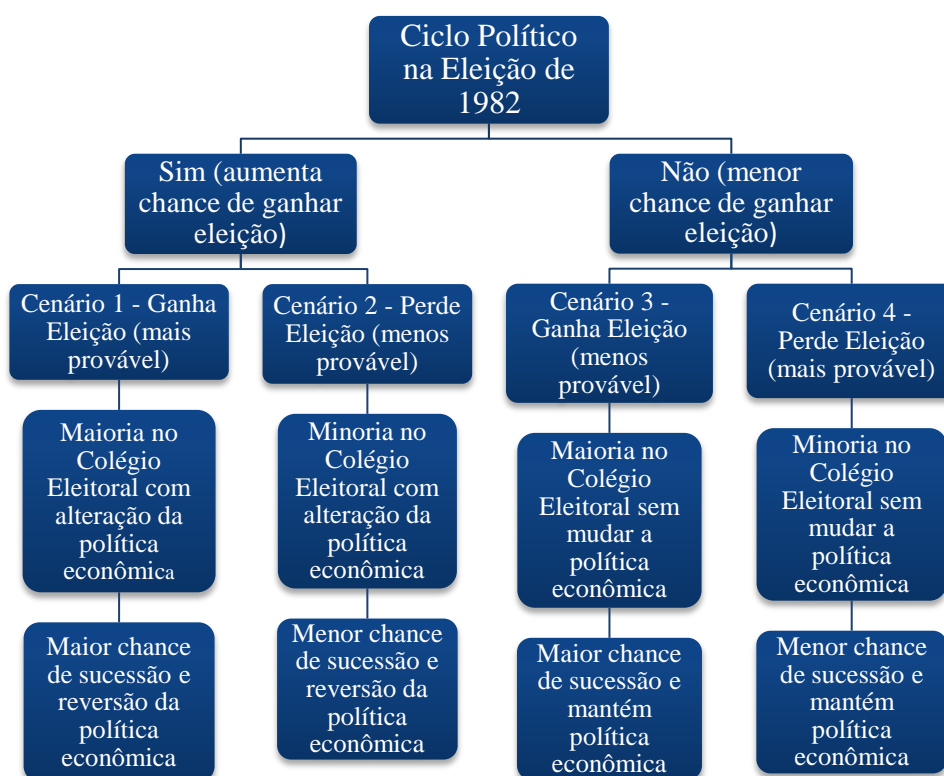 Ciclo Político
na Eleição de
1982
Sim (aumenta
chance de ganhar
eleição)
Não (menor
chance de ganhar
eleição)
Cenário 1 - Ganha
Eleição (mais
provável)
Cenário 2 - Perde
Eleição (menos
provável)
Cenário 3 -
Ganha Eleição
(menos
provável)
Cenário 4 -
Perde Eleição
(mais provável)
Maioria no
Colégio
Eleitoral com
alteração da
política
econômica
Minoria no
Colégio
Eleitoral com
alteração da
política
econômica
Maioria no
Colégio
Eleitoral sem
mudar a
política
econômica
Minoria no
Colégio
Eleitoral sem
mudar a
política
econômica
Maior chance
de sucessão e
reversão da
política
econômica
Menor chance
de sucessão e
reversão da
política
econômica
Maior chance
de sucessão e
mantém
política
econômica
Menor chance
de sucessão e
mantém
política
econômica